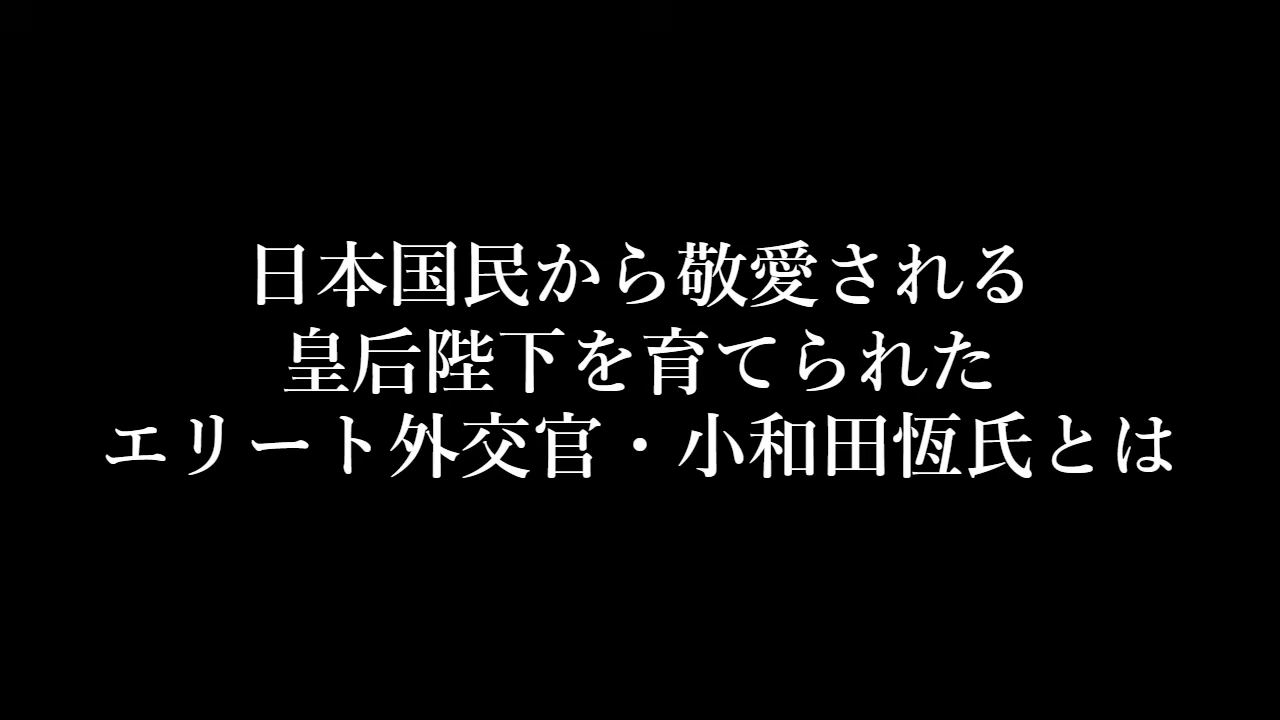 日本国民から敬愛される
皇后陛下を育てられた
エリート外交官・小和田恆氏とは